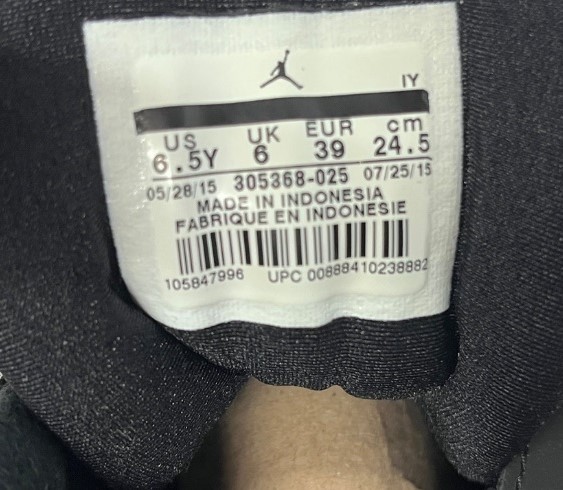 IY
US UK EUR cm
6.5Y 6 39 24.5
05/28/15 305368-025 07/25/15
MADE IN INDONESIA
FABRIQUE EN INDONESIE
105847996 UPC 00888410238882